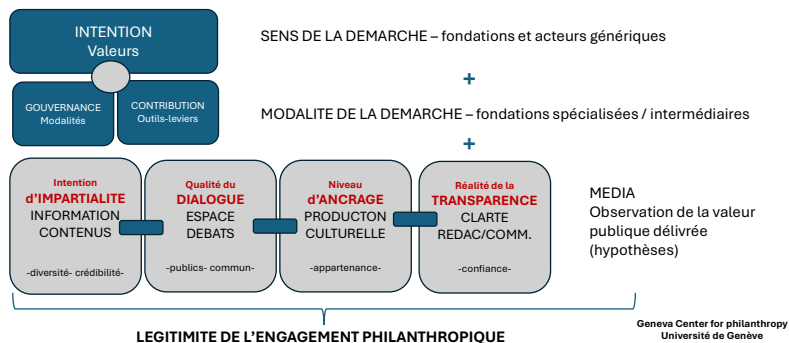 INTENTION
Valeurs
SENS DE LA DEMARCHE – fondations et acteurs génériques
+
GOUVERNANCE
Modalités
CONTRIBUTION
Outils-leviers
MODALITE DE LA DEMARCHE – fondations spécialisées / intermédiaires
+
Intention
d'IMPARTIALITE
INFORMATION
CONTENUS
-diversité- crédibilité-
Qualité du
DIALOGUE
ESPACE
DEBATS
-publics- commun-
Niveau
d'ANCRAGE
PRODUCTON
CULTURELLE
-appartenance-
Réalité de la
TRANSPARENCE
CLARTE
REDAC/COMM.
-confiance-
MEDIA
Observation de la valeur
publique délivrée
(hypothèses)
LEGITIMITE DE L'ENGAGEMENT PHILANTHROPIQUE
Geneva Center for philanthropy
Université de Genève